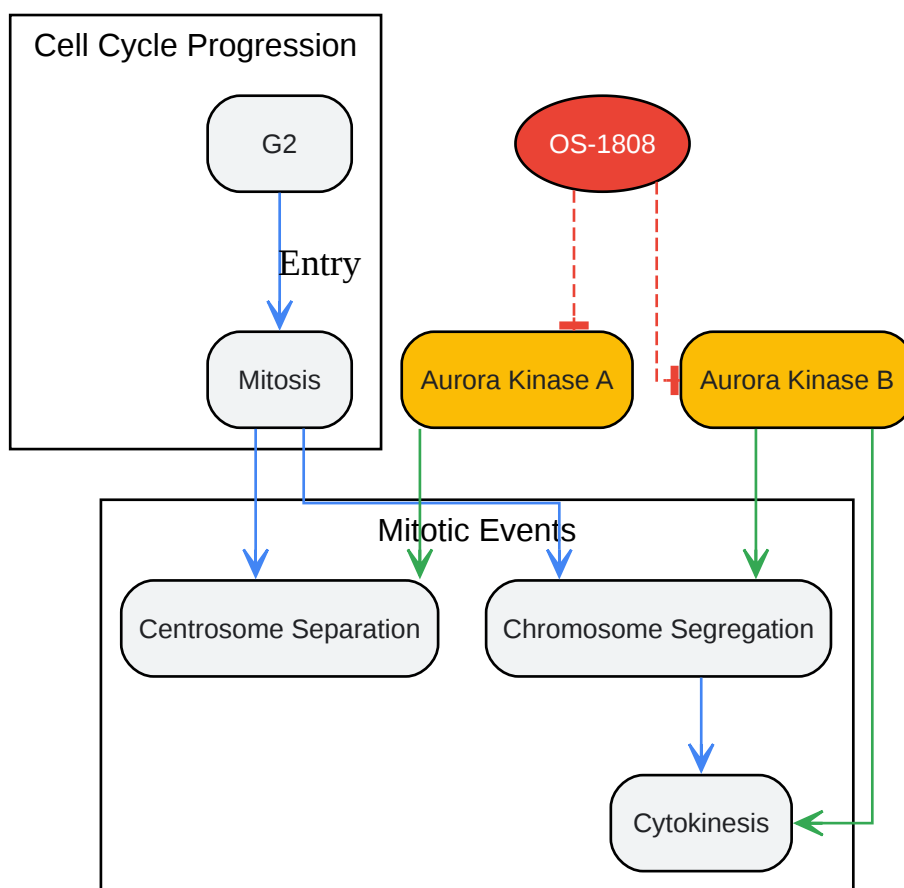 Cell Cycle Progression
G2
OS-1808
Entry
Mitosis
Aurora Kinase A
Aurora Kinase B
Mitotic Events
Centrosome Separation
Chromosome Segregation
Cytokinesis